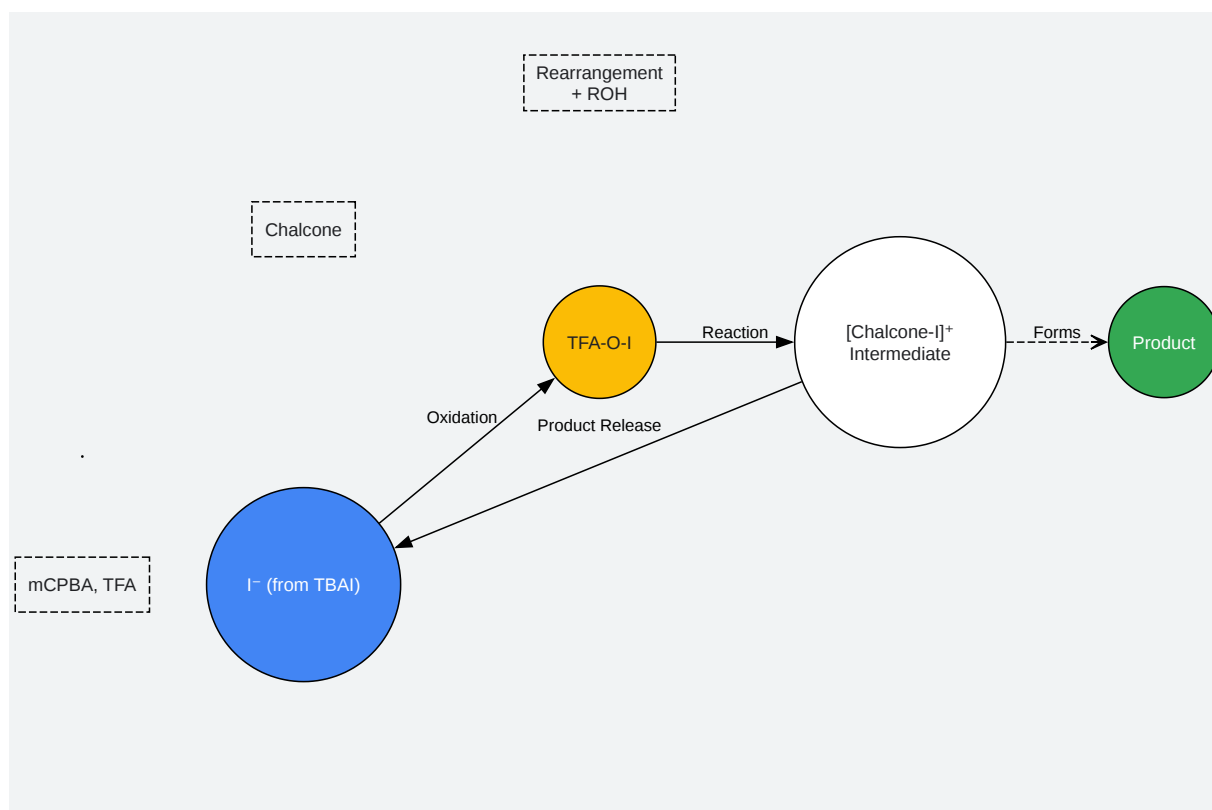 Rearrangement
+ ROH
Chalcone
TFA-O-I
Reaction
[Chalcone-I]⁺
Intermediate
Forms
Product
Oxidation
Product Release
mCPBA, TFA
I⁻ (from TBAI)